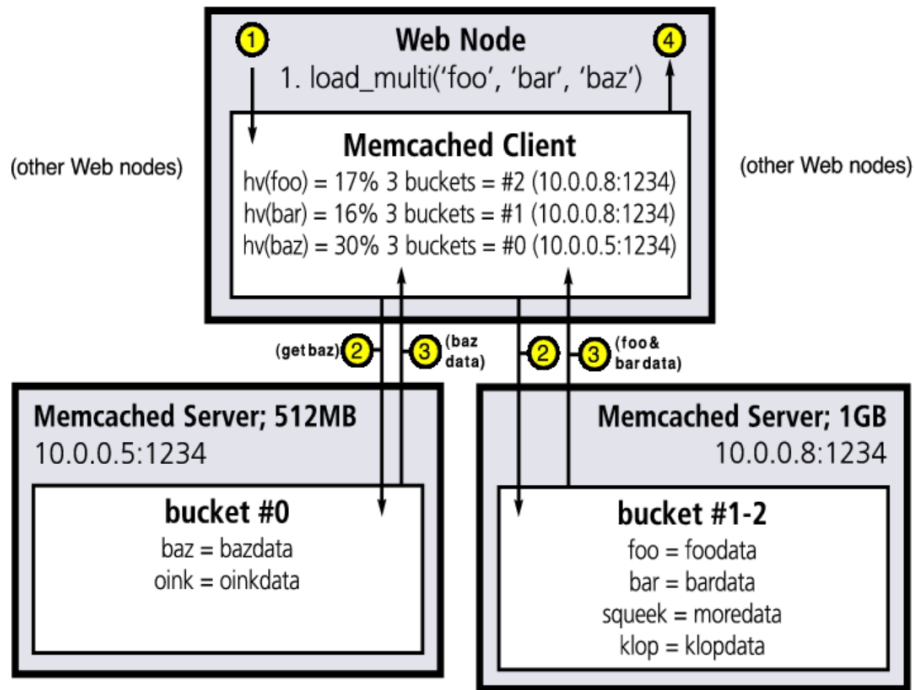 1
Web Node
4
1. load_multi(‘foo’, ‘bar’, ‘baz’)
(other Web nodes)
(other Web nodes)
Memcached Client
hv(foo) = 17% 3 buckets = #2 (10.0.0.8:1234)
hv(bar) = 16% 3 buckets = #1 (10.0.0.8:1234)
hv(baz) = 30% 3 buckets = #0 (10.0.0.5:1234)
(get baz)
2
3
(baz
data)
2
3
(foo &
bar data)
Memcached Server; 512MB
10.0.0.5:1234
bucket #0
baz = bazdata
oink = oinkdata
Memcached Server; 1GB
10.0.0.8:1234
bucket #1-2
foo = foodata
bar = bardata
squeek = moredata
klop = klopdata